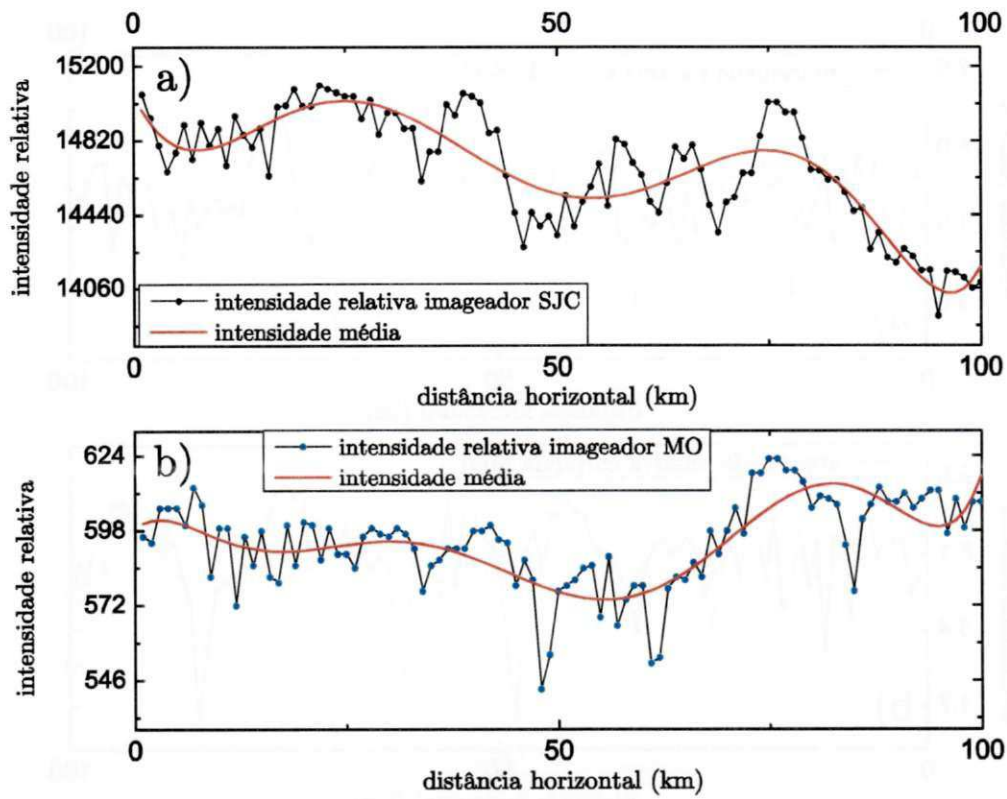 0 50 100
a)
15200
14820
14440
14060
intensidade relativa
intensidade relativa imageador SJC
intensidade média
0 50 100
distância horizontal (km)
b)
intensidade relativa imageador MO
intensidade média
624
598
572
546
intensidade relativa
0 50 100
distância horizontal (km)